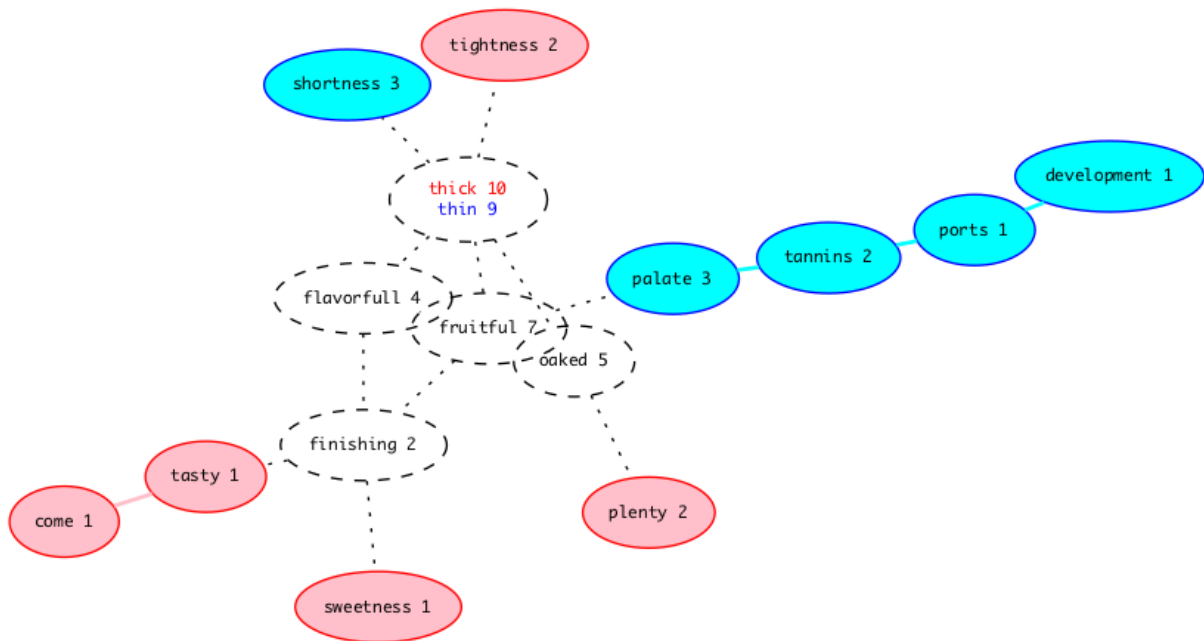 tightness 2
shortness 3
thick 10
thin 9
development 1
ports 1
tannins 2
palate 3
flavorfull 4
fruitful 7
oaked 5
finishing 2
tasty 1
come 1
plenty 2
sweetness 1